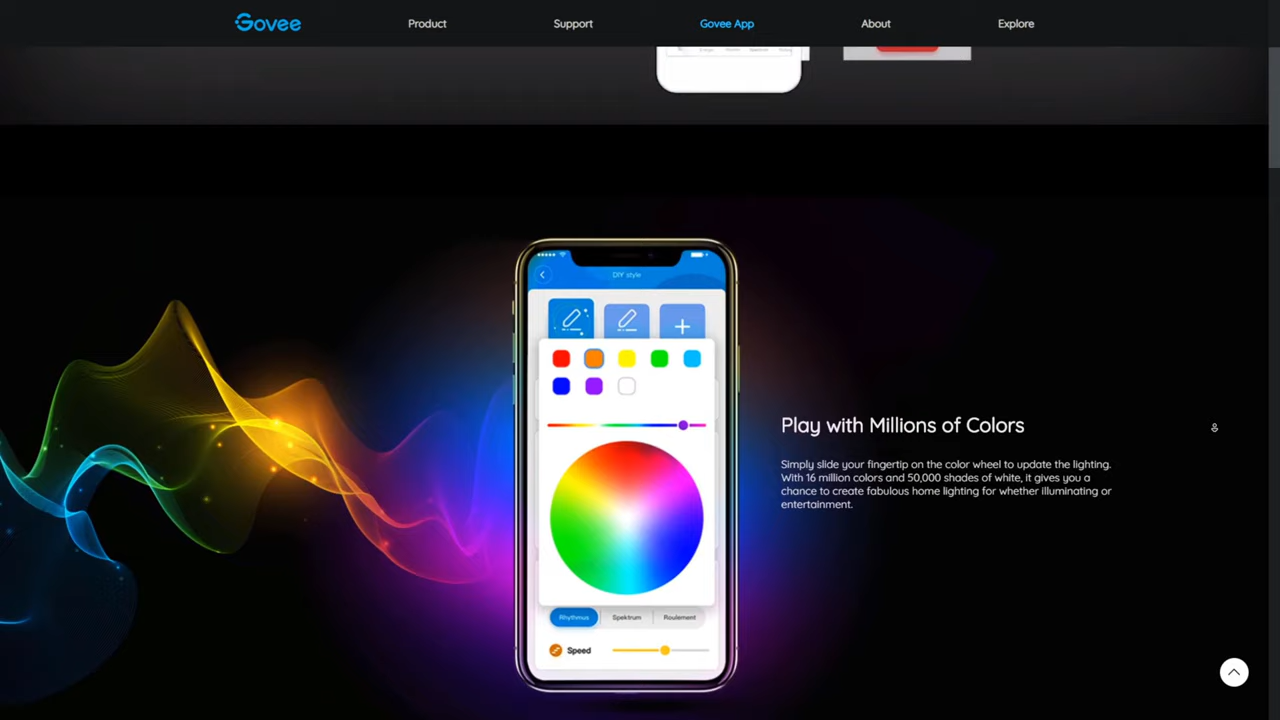 Govee
Product
Support
Govee App
About
Explore
DIY style
Play with Millions of Colors
Simply slide your fingertip on the color wheel to update the lighting.
With 16 million colors and 50,000 shades of white, it gives you a
chance to create fabulous home lighting for whether illuminating or
entertainment.
Rhythmus
Spektrum
Roulement
Speed